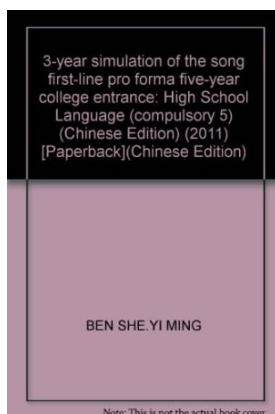 3-year simulation of the song
first-line pro forma five-year
college entrance: High School
Language (compulsory 5)
(Chinese Edition) (2011)
[Paperback](Chinese Edition)
BEN SHE.YI MING
Note: This is not the actual book cover